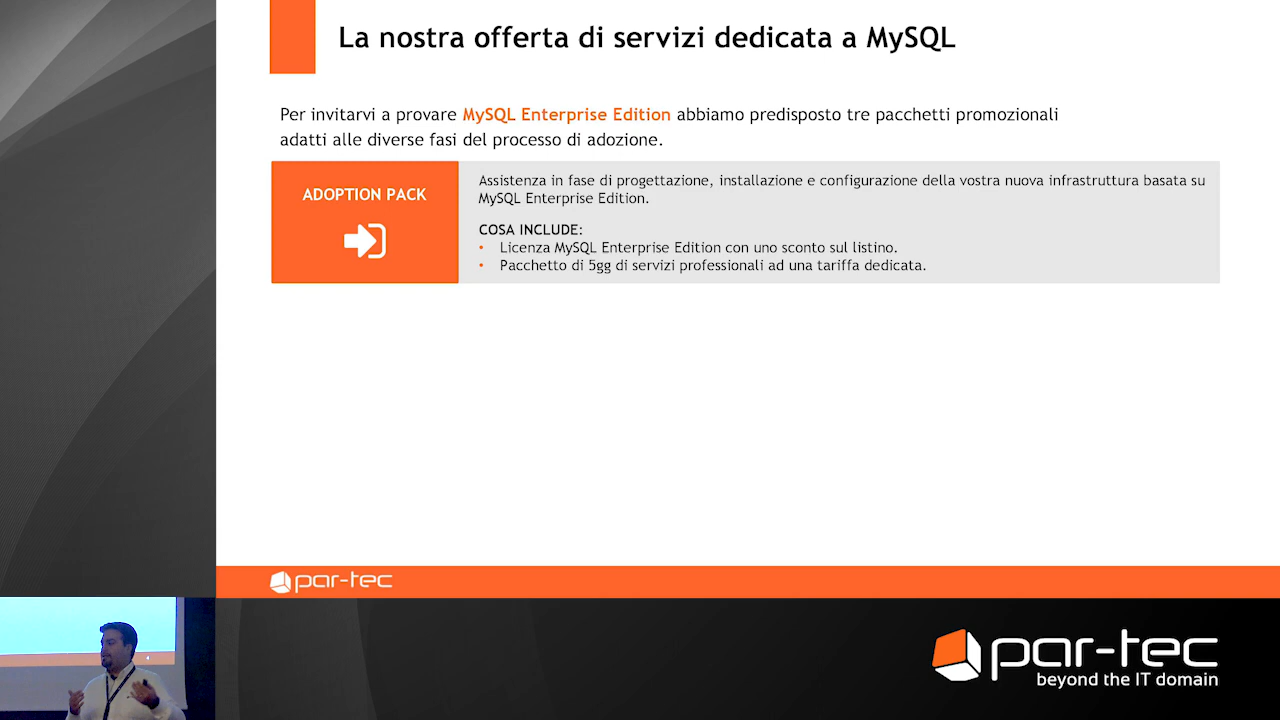 La nostra offerta di servizi dedicata a MySQL
Per invitarvi a provare MySQL Enterprise Edition abbiamo predisposto tre pacchetti promozionali
adatti alle diverse fasi del processo di adozione.
ADOPTION PACK
Assistenza in fase di progettazione, installazione e configurazione della vostra nuova infrastruttura basata su
MySQL Enterprise Edition.
COSA INCLUDE:
• Licenza MySQL Enterprise Edition con uno sconto sul listino.
• Pacchetto di 5gg di servizi professionali ad una tariffa dedicata.
par-tec
par-tec
beyond the IT domain